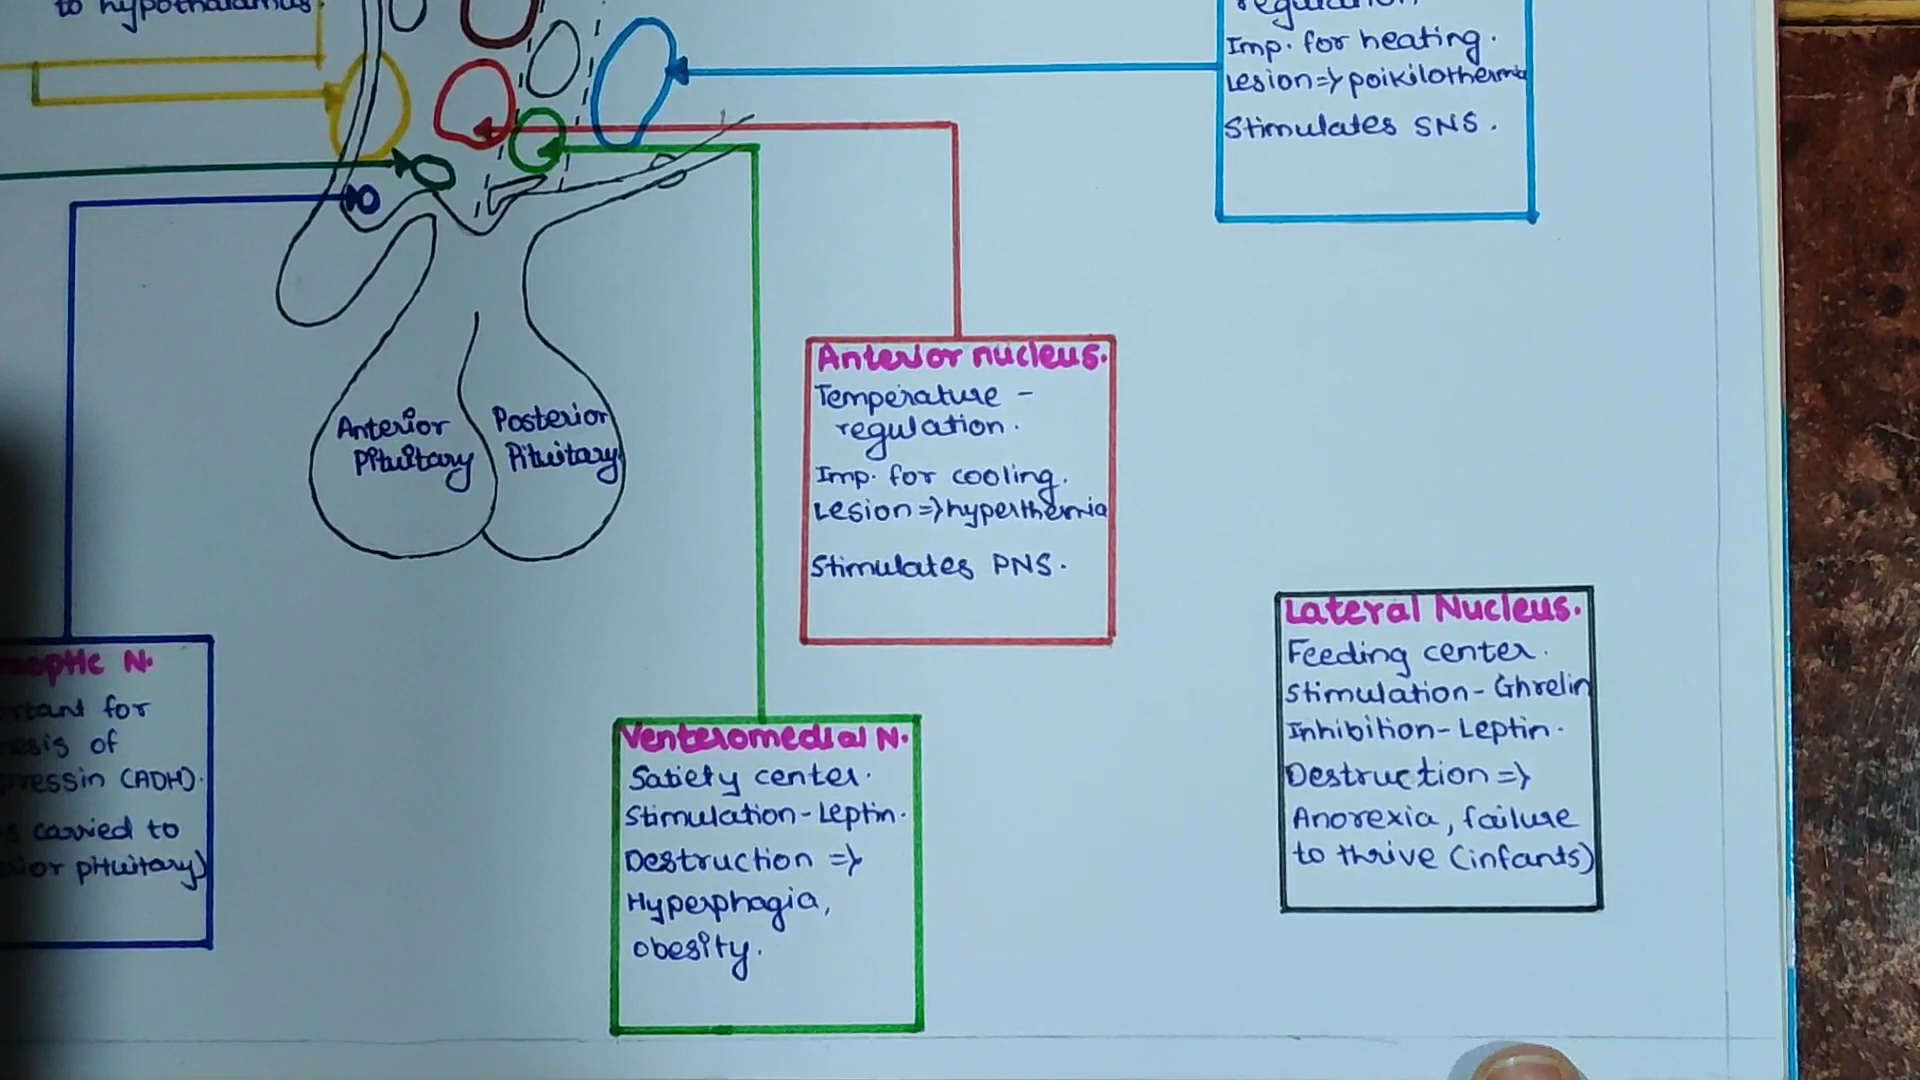 to hypothalamus.
Imp. for heating.
Lesion => poikilothermia
Stimulates SNS.
Anterior nucleus.
Temperature -
regulation.
Imp. for cooling.
Lesion => hyperthermia
Stimulates PNS.
Anterior
Pituitary
Posterior
Pituitary
Lateral Nucleus.
Feeding center.
Stimulation - Ghrelin
Inhibition - Leptin.
Destruction =>
Anorexia, failure
to thrive (infants)
Venteromedial N.
Satiety center.
Stimulation - Leptin.
Destruction =>
Hyperphagia,
obesity.
N.
for
of
(ADH).
carried to
pituitary)